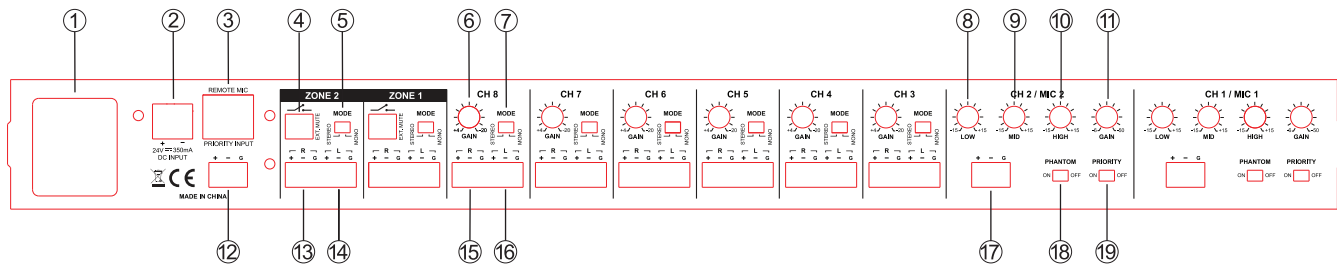 ① ② ③ ④ ⑤ ⑥ ⑦ ⑧ ⑨ ⑩ ⑪
REMOTE MIC
PRIORITY INPUT
+ − G
+ −
24V 350mA
DC INPUT
CE
MADE IN CHINA
ZONE 2
EXT, MUTE
MODE
STEREO
MONO
R L
+ − G + − G
ZONE 1
EXT, MUTE
MODE
STEREO
MONO
R L
+ − G + − G
CH 8
+4 -20
GAIN
MODE
STEREO
MONO
R L
+ − G + − G
CH 7
+4 -20
GAIN
MODE
STEREO
MONO
R L
+ − G + − G
CH 6
+4 -20
GAIN
MODE
STEREO
MONO
R L
+ − G + − G
CH 5
+4 -20
GAIN
MODE
STEREO
MONO
R L
+ − G + − G
CH 4
+4 -20
GAIN
MODE
STEREO
MONO
R L
+ − G + − G
CH 3
+4 -20
GAIN
MODE
STEREO
MONO
R L
+ − G + − G
CH 2 / MIC 2
-15 +15 -15 +15 -15 +15 -6 -50
LOW MID HIGH GAIN
+ − G
PHANTOM PRIORITY
ON OFF ON OFF
CH 1 / MIC 1
-15 +15 -15 +15 -15 +15 -6 -50
LOW MID HIGH GAIN
+ − G
PHANTOM PRIORITY
ON OFF ON OFF
⑫ ⑬ ⑭ ⑮ ⑯ ⑰ ⑱ ⑲